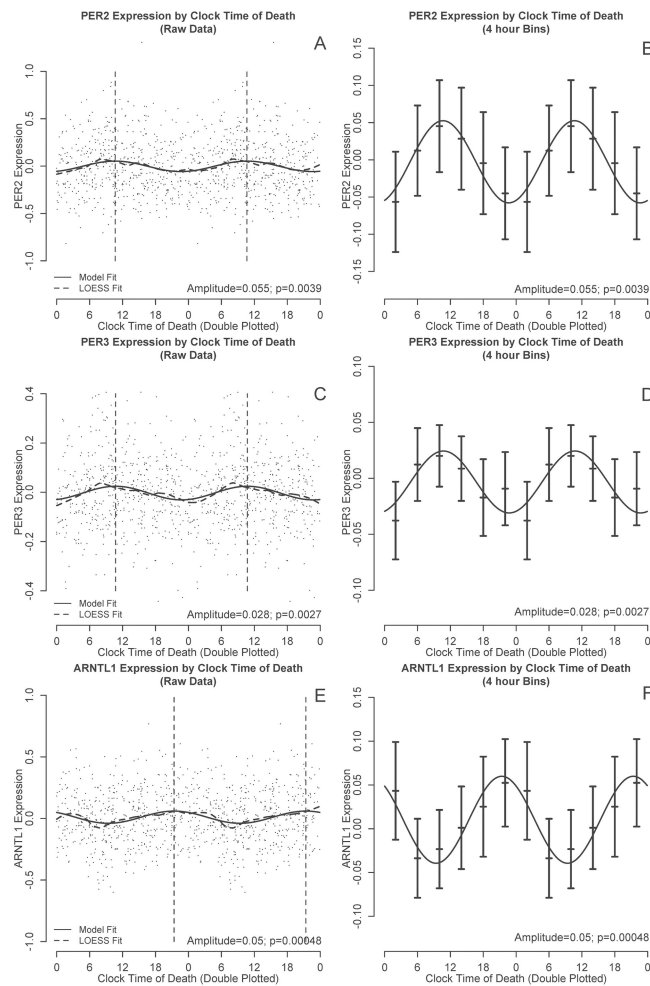 PER2 Expression by Clock Time of Death
(Raw Data)
A
PER2 Expression
1.0
0.5
0.0
-0.5
-1.0
Model Fit
LOESS Fit
Amplitude=0.055; p=0.0039
0 6 12 18 0 6 12 18 0
Clock Time of Death (Double Plotted)
PER2 Expression by Clock Time of Death
(4 hour Bins)
B
PER2 Expression
0.15
0.10
0.05
0.00
-0.05
-0.10
-0.15
Amplitude=0.055; p=0.0039
0 6 12 18 0 6 12 18 0
Clock Time of Death (Double Plotted)
PER3 Expression by Clock Time of Death
(Raw Data)
C
PER3 Expression
0.4
0.2
0.0
-0.2
-0.4
Model Fit
LOESS Fit
Amplitude=0.028; p=0.0027
0 6 12 18 0 6 12 18 0
Clock Time of Death (Double Plotted)
PER3 Expression by Clock Time of Death
(4 hour Bins)
D
PER3 Expression
0.10
0.05
0.00
-0.05
-0.10
Amplitude=0.028; p=0.0027
0 6 12 18 0 6 12 18 0
Clock Time of Death (Double Plotted)
ARNTL1 Expression by Clock Time of Death
(Raw Data)
E
ARNTL1 Expression
1.0
0.5
0.0
-0.5
-1.0
Model Fit
LOESS Fit
Amplitude=0.05; p=0.00048
0 6 12 18 0 6 12 18 0
Clock Time of Death (Double Plotted)
ARNTL1 Expression by Clock Time of Death
(4 hour Bins)
F
ARNTL1 Expression
0.15
0.10
0.05
0.00
-0.05
-0.10
Amplitude=0.05; p=0.00048
0 6 12 18 0 6 12 18 0
Clock Time of Death (Double Plotted)